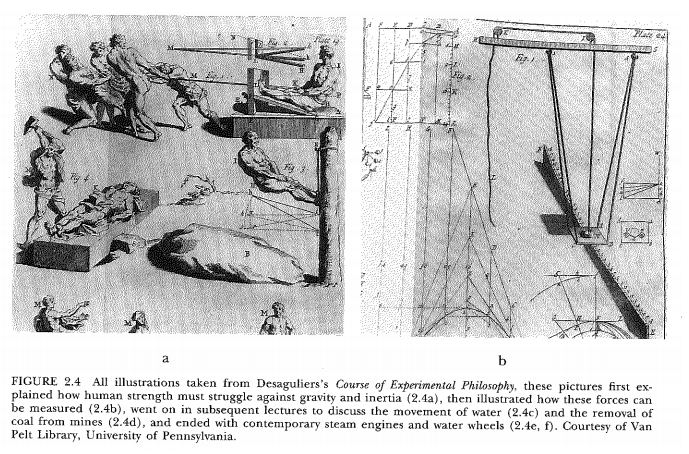 Plate 19
Fig. 2
Fig. 1
Fig. 3
Fig. 4
Plate 24
Fig. 1
Fig. 2
a
b
FIGURE 2.4 All illustrations taken from Desaguliers's Course of Experimental Philosophy, these pictures first ex-
plained how human strength must struggle against gravity and inertia (2.4a), then illustrated how these forces can
be measured (2.4b), went on in subsequent lectures to discuss the movement of water (2.4c) and the removal of
coal from mines (2.4d), and ended with contemporary steam engines and water wheels (2.4e, f). Courtesy of Van
Pelt Library, University of Pennsylvania.